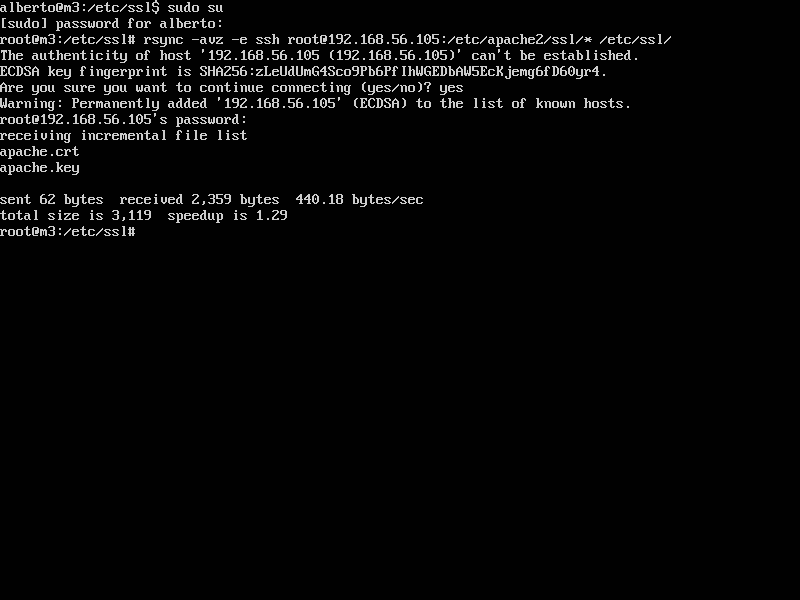 alberto@m3:/etc/ssl$ sudo su
[sudo] password for alberto:
root@m3:/etc/ssl# rsync -avz -e ssh root@192.168.56.105:/etc/apache2/ssl/* /etc/ssl/
The authenticity of host '192.168.56.105 (192.168.56.105)' can't be established.
ECDSA key fingerprint is SHA256:zLeUdUmG4Sco9Pb6PfIhWGEDbAW5EcKjemg6fD60yr4.
Are you sure you want to continue connecting (yes/no)? yes
Warning: Permanently added '192.168.56.105' (ECDSA) to the list of known hosts.
root@192.168.56.105's password:
receiving incremental file list
apache.crt
apache.key
sent 62 bytes  received 2,359 bytes  440.18 bytes/sec
total size is 3,119  speedup is 1.29
root@m3:/etc/ssl#